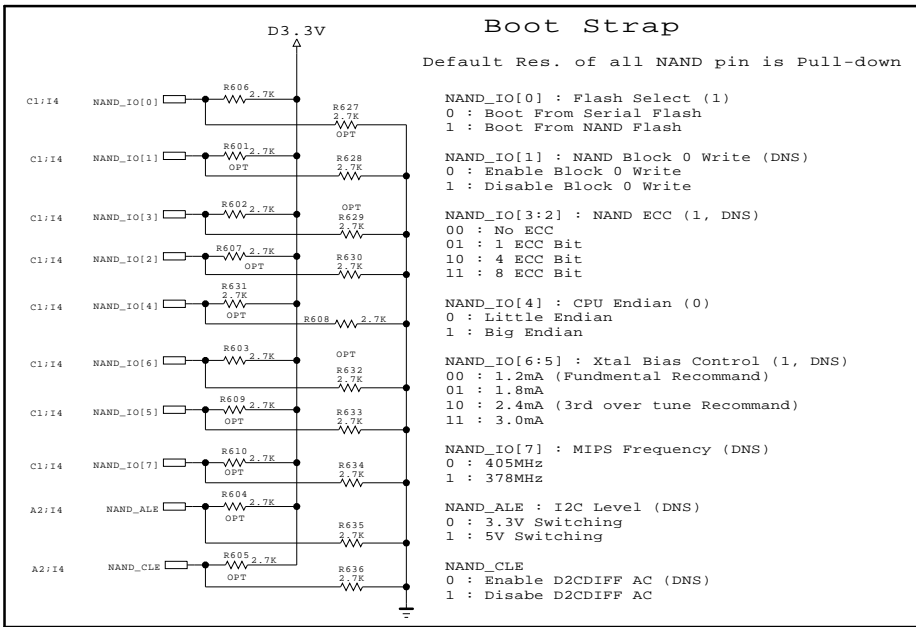 D3.3V
Boot Strap
Default Res. of all NAND pin is Pull-down
C1;I4 NAND_IO[0] R606 2.7K
R627
2.7K
OPT
C1;I4 NAND_IO[1] R601 2.7K
OPT
R628
2.7K
C1;I4 NAND_IO[3] R602 2.7K
OPT
R629
2.7K
C1;I4 NAND_IO[2] R607 2.7K
OPT
R630
2.7K
C1;I4 NAND_IO[4] R631
2.7K
OPT
R608 2.7K
C1;I4 NAND_IO[6] R603 2.7K
OPT
R632
2.7K
C1;I4 NAND_IO[5] R609 2.7K
OPT
R633
2.7K
C1;I4 NAND_IO[7] R610 2.7K
OPT
R634
2.7K
A2;I4 NAND_ALE R604 2.7K
OPT
R635
2.7K
A2;I4 NAND_CLE R605 2.7K
OPT
R636
2.7K
NAND_IO[0] : Flash Select (1)
0 : Boot From Serial Flash
1 : Boot From NAND Flash
NAND_IO[1] : NAND Block 0 Write (DNS)
0 : Enable Block 0 Write
1 : Disable Block 0 Write
NAND_IO[3:2] : NAND ECC (1, DNS)
00 : No ECC
01 : 1 ECC Bit
10 : 4 ECC Bit
11 : 8 ECC Bit
NAND_IO[4] : CPU Endian (0)
0 : Little Endian
1 : Big Endian
NAND_IO[6:5] : Xtal Bias Control (1, DNS)
00 : 1.2mA (Fundmental Recommand)
01 : 1.8mA
10 : 2.4mA (3rd over tune Recommand)
11 : 3.0mA
NAND_IO[7] : MIPS Frequency (DNS)
0 : 405MHz
1 : 378MHz
NAND_ALE : I2C Level (DNS)
0 : 3.3V Switching
1 : 5V Switching
NAND_CLE
0 : Enable D2CDIFF AC (DNS)
1 : Disabe D2CDIFF AC